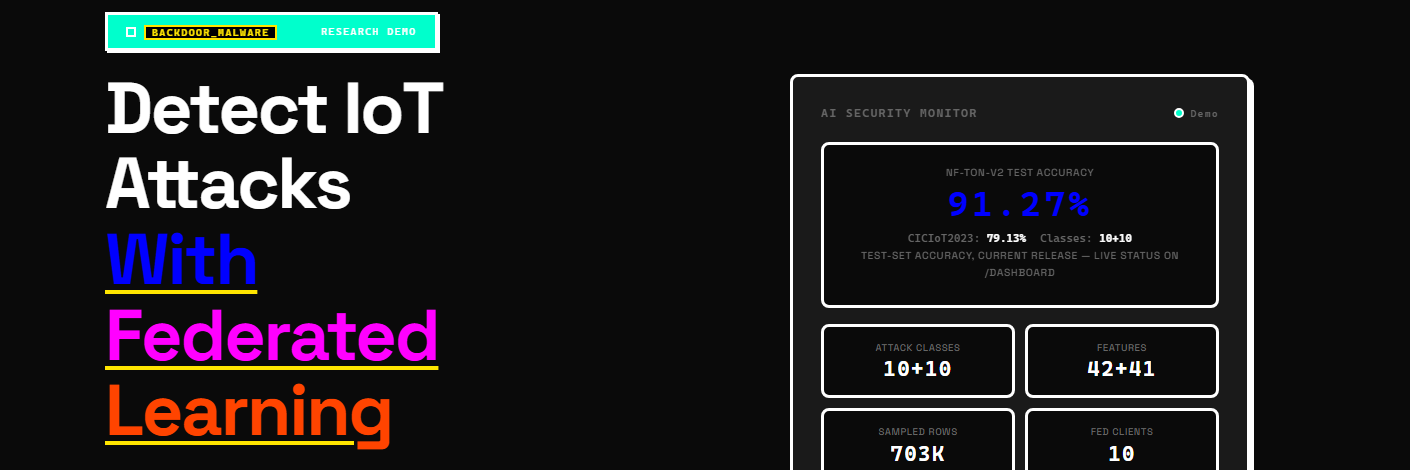 BACKDOOR_MALWARE RESEARCH DEMO
Detect IoT
Attacks
With
Federated
Learning
AI SECURITY MONITOR Demo
NF-TON-V2 TEST ACCURACY
91.27%
CICIoT2023: 79.13% Classes: 10+10
TEST-SET ACCURACY, CURRENT RELEASE — LIVE STATUS ON
/DASHBOARD
ATTACK CLASSES
10+10
FEATURES
42+41
SAMPLED ROWS
703K
FED CLIENTS
10